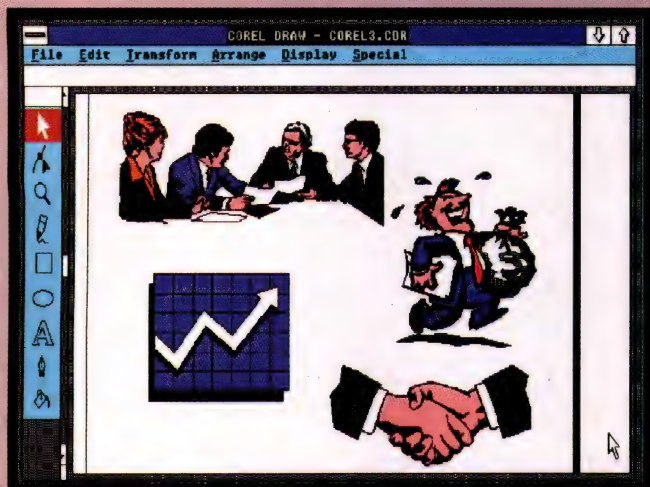 COREL DRAW - COREL3.CDR
File Edit Transform Arrange Display Special
A